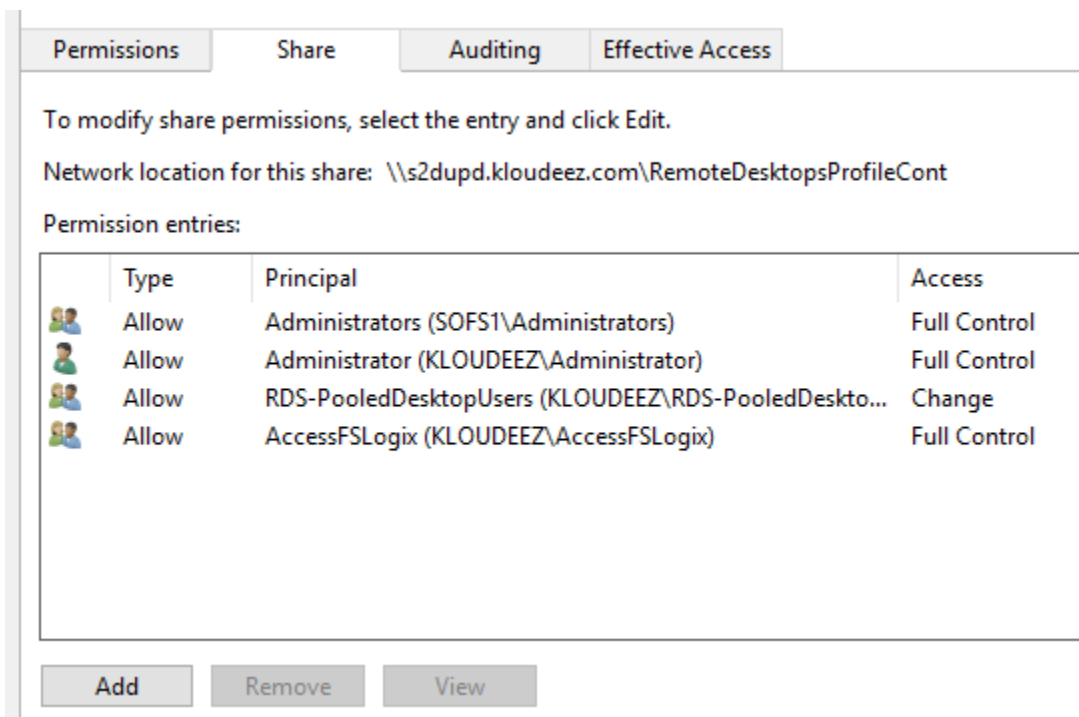 Permissions Share Auditing Effective Access
To modify share permissions, select the entry and click Edit.
Network location for this share: \\s2dupd.kloudeez.com\RemoteDesktopsProfileCont
Permission entries:
Type Principal Access
Allow Administrators (SOFS1\Administrators) Full Control
Allow Administrator (KLOUDEEZ\Administrator) Full Control
Allow RDS-PooledDesktopUsers (KLOUDEEZ\RDS-PooledDeskto... Change
Allow AccessFSLogix (KLOUDEEZ\AccessFSLogix) Full Control
Add Remove View